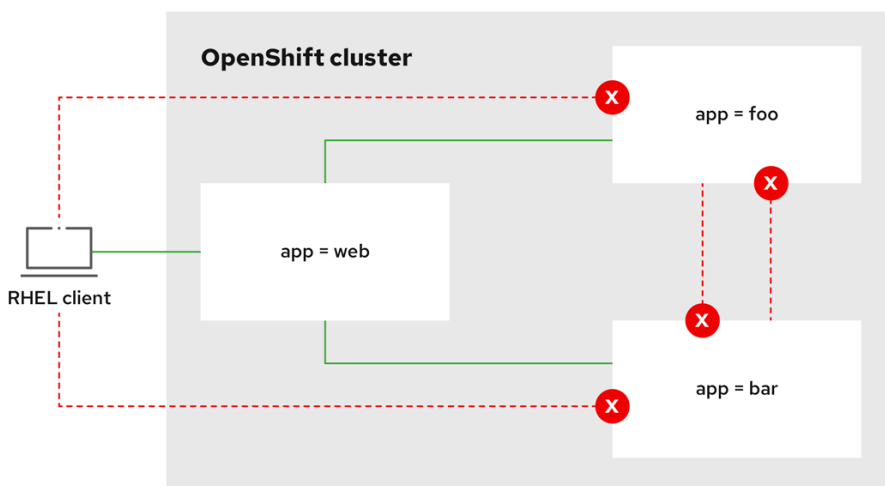 OpenShift cluster
X
app = foo
X
app = web
RHEL client
X
app = bar
X